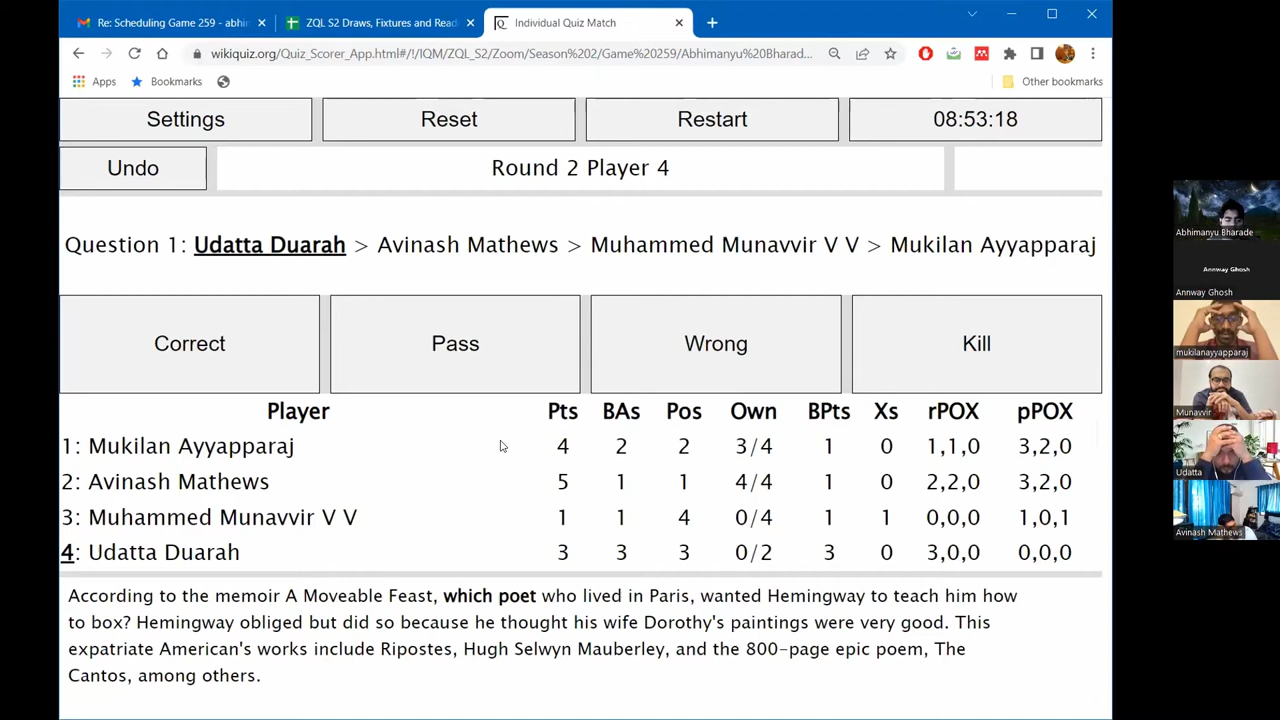 Re: Scheduling Game 259 - abhin
ZQL S2 Draws, Fixtures and Read
Individual Quiz Match
wikiquiz.org/Quiz_Scorer_App.html#/!/IQM/ZQL_S2/Zoom/Season%202/Game%20259/Abhimanyu%20Bharad...
Apps
Bookmarks
Other bookmarks
Settings
Reset
Restart
08:53:18
Undo
Round 2 Player 4
Question 1: Udatta Duarah > Avinash Mathews > Muhammed Munavvir V V > Mukilan Ayyapparaj
Correct
Pass
Wrong
Kill
Player Pts BAs Pos Own BPts Xs rPOX pPOX
1: Mukilan Ayyapparaj 4 2 2 3/4 1 0 1,1,0 3,2,0
2: Avinash Mathews 5 1 1 4/4 1 0 2,2,0 3,2,0
3: Muhammed Munavvir V V 1 1 4 0/4 1 1 0,0,0 1,0,1
4: Udatta Duarah 3 3 3 0/2 3 0 3,0,0 0,0,0
According to the memoir A Moveable Feast, which poet who lived in Paris, wanted Hemingway to teach him how
to box? Hemingway obliged but did so because he thought his wife Dorothy's paintings were very good. This
expatriate American's works include Ripostes, Hugh Selwyn Mauberley, and the 800-page epic poem, The
Cantos, among others.
Abhimanyu Bharade
Annway Ghosh
Annway Ghosh
mukilanayyapparaj
Munavvir
Udatta
Avinash Mathews